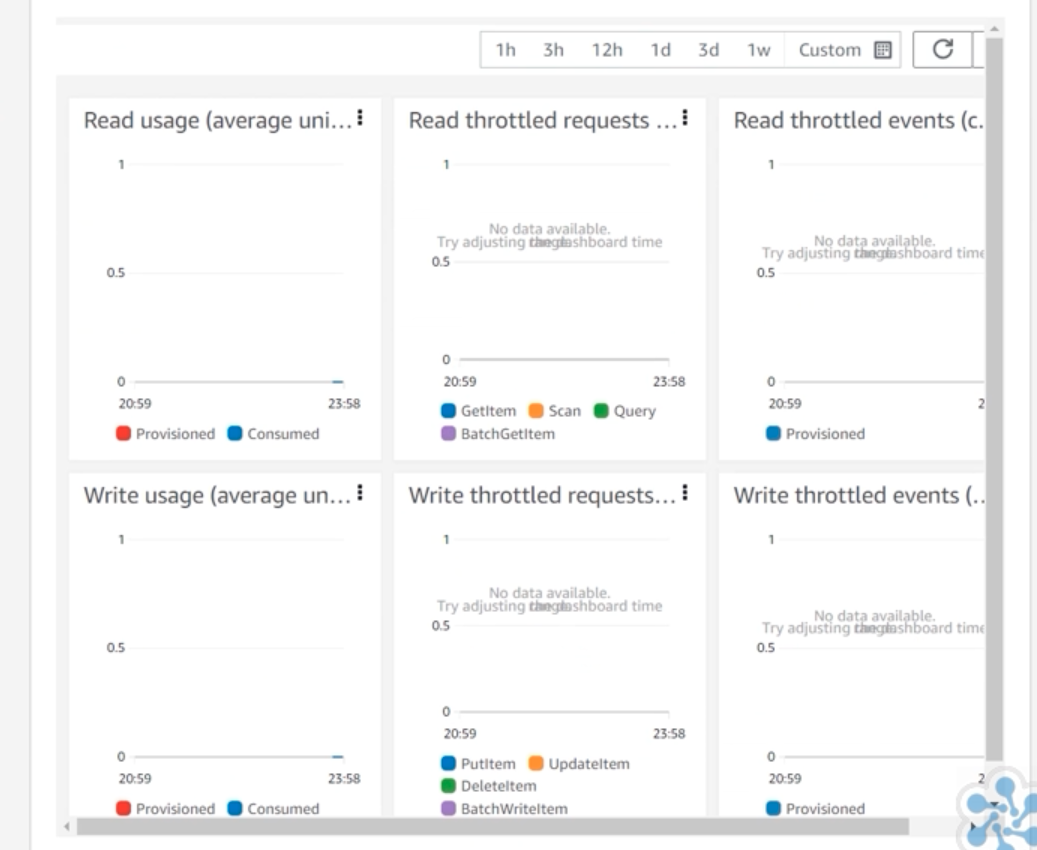 1h 3h 12h 1d 3d 1w Custom
Read usage (average uni...
1
0.5
0
20:59 23:58
Provisioned Consumed
Read throttled requests ...
1
No data available.
Try adjusting dashboard time
0.5
0
20:59 23:58
GetItem Scan Query
BatchGetItem
Read throttled events (c.
1
No data available.
Try adjusting dashboard time
0.5
0
20:59 2
Provisioned
Write usage (average un...
1
0.5
0
20:59 23:58
Provisioned Consumed
Write throttled requests...
1
No data available.
Try adjusting dashboard time
0.5
0
20:59 23:58
PutItem UpdateItem
DeleteItem
BatchWriteItem
Write throttled events (..
1
No data available.
Try adjusting dashboard time
0.5
0
20:59 2
Provisioned